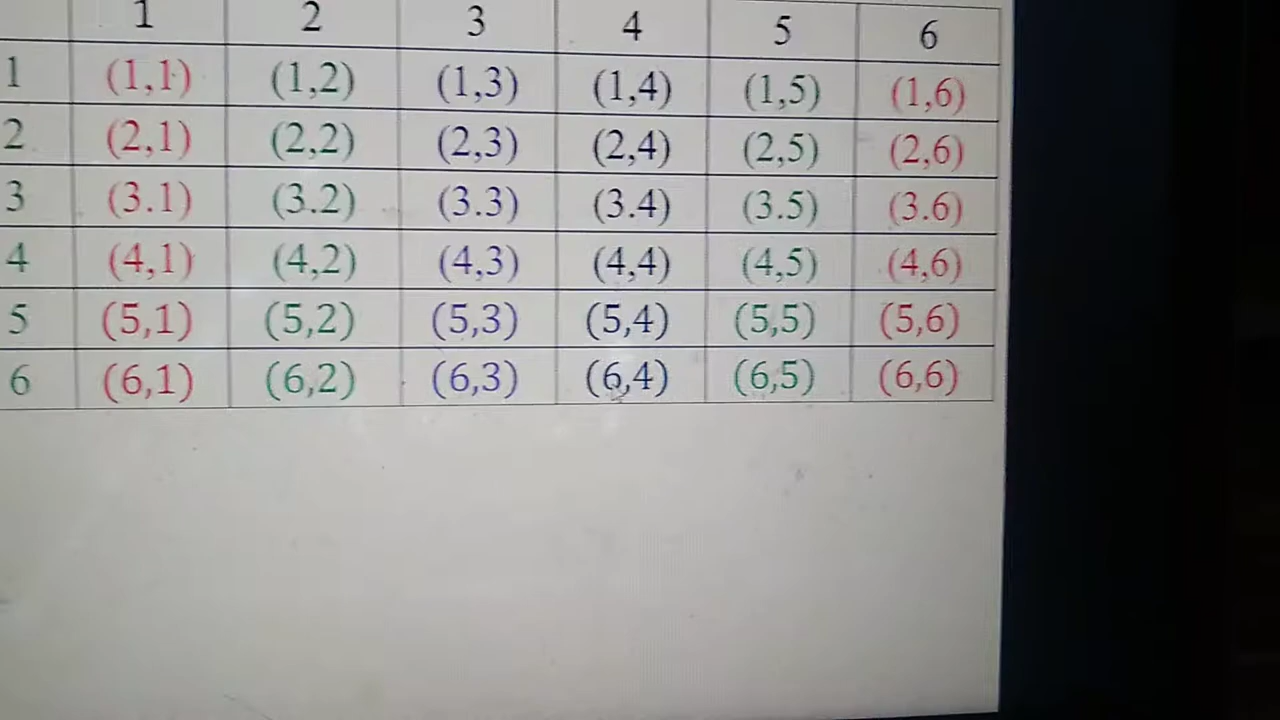 1 2 3 4 5 6
1 (1,1) (1,2) (1,3) (1,4) (1,5) (1,6)
2 (2,1) (2,2) (2,3) (2,4) (2,5) (2,6)
3 (3.1) (3.2) (3.3) (3.4) (3.5) (3.6)
4 (4,1) (4,2) (4,3) (4,4) (4,5) (4,6)
5 (5,1) (5,2) (5,3) (5,4) (5,5) (5,6)
6 (6,1) (6,2) (6,3) (6,4) (6,5) (6,6)